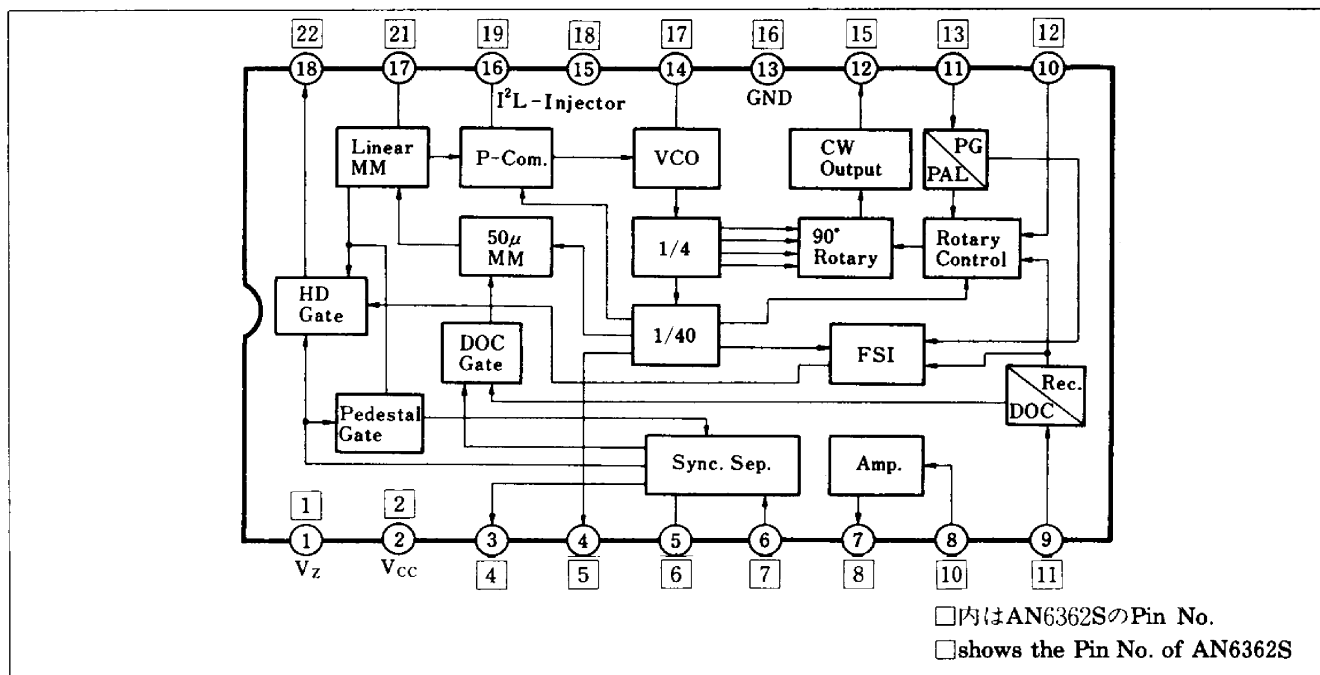 22 21 19 18 17 16 15 13 12
18 17 16 15 14 13 12 11 10
I²L-Injector
GND
Linear
MM
P-Com.
VCO
CW
Output
PG
PAL
50μ
MM
1/4
90°
Rotary
Rotary
Control
HD
Gate
DOC
Gate
1/40
FSI
Rec.
DOC
Pedestal
Gate
Sync. Sep.
Amp.
1 2
1 2 3 4 5 6 7 8 9
Vz Vcc
4 5 6 7 8 10 11
□内はAN6362SのPin No.
□shows the Pin No. of AN6362S